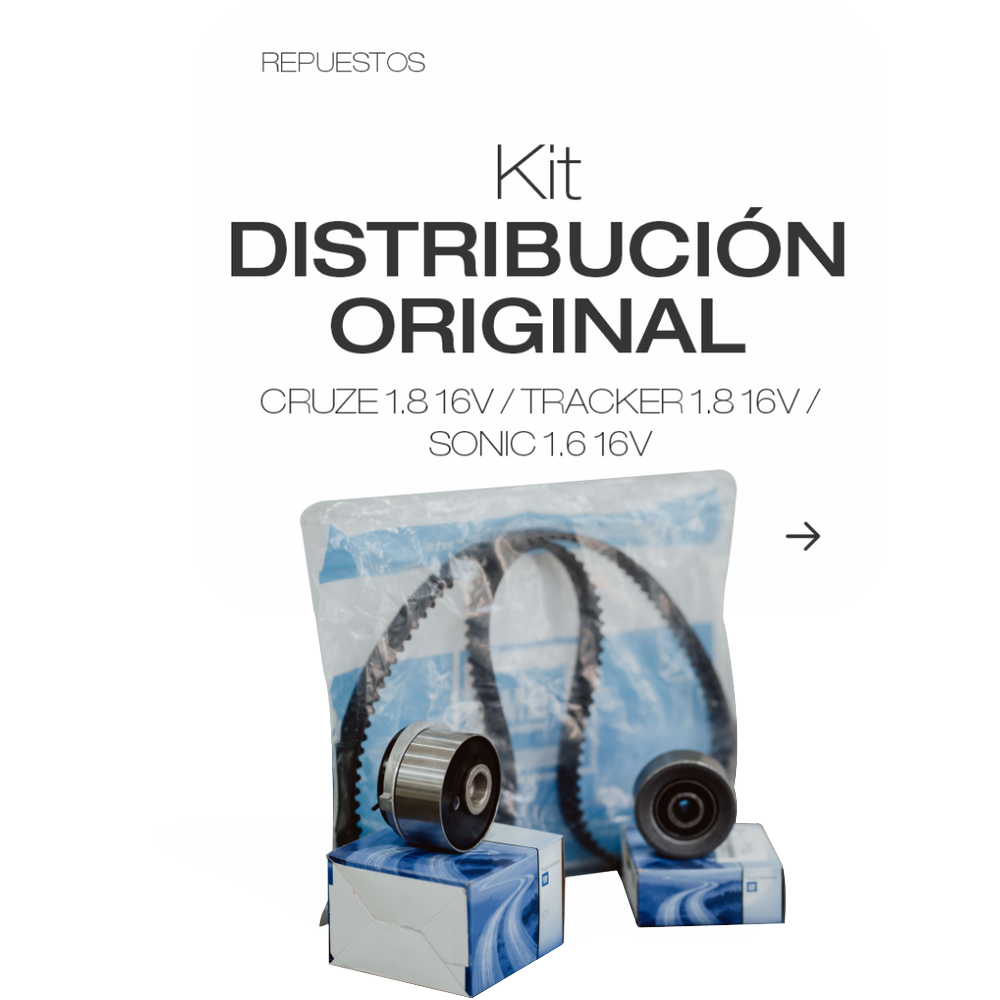 REPUESTOS
Kit
DISTRIBUCIÓN
ORIGINAL
CRUZE 1.8 16V / TRACKER 1.8 16V /
SONIC 1.6 16V